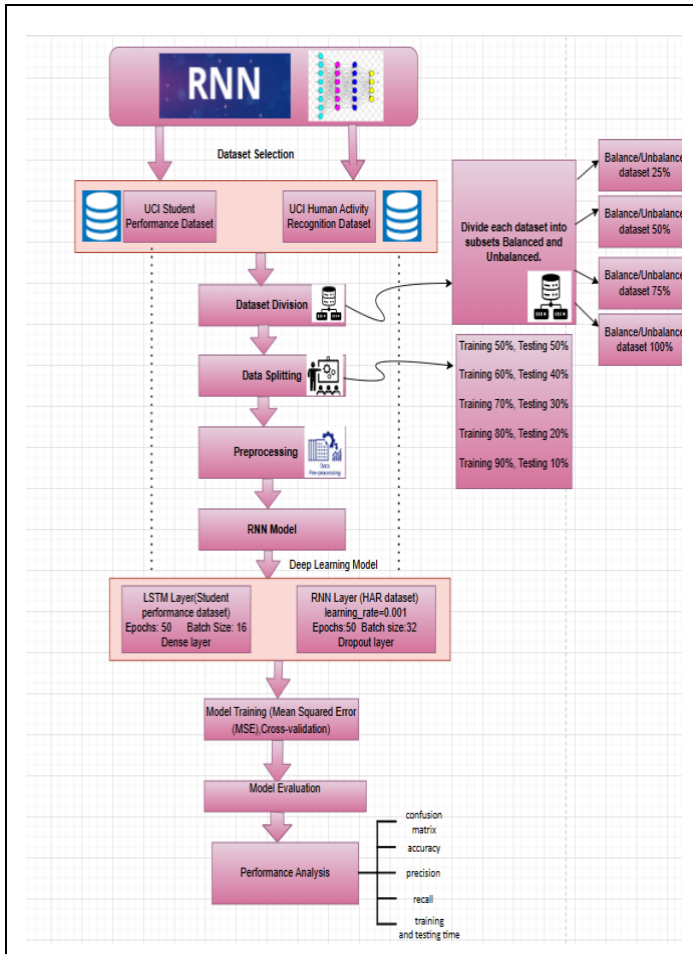 RNN
Dataset Selection
UCI Student
Performance Dataset
UCI Human Activity
Recognition Dataset
Dataset Division
Divide each dataset into
subsets Balanced and
Unbalanced.
Balance/Unbalance
dataset 25%
Balance/Unbalance
dataset 50%
Balance/Unbalance
dataset 75%
Balance/Unbalance
dataset 100%
Data Splitting
Training 50%, Testing 50%
Training 60%, Testing 40%
Training 70%, Testing 30%
Training 80%, Testing 20%
Training 90%, Testing 10%
Preprocessing
Data
Pre-processing
RNN Model
Deep Learning Model
LSTM Layer(Student
performance dataset)
Epochs: 50 Batch Size: 16
Dense layer
RNN Layer (HAR dataset)
learning_rate=0.001
Epochs:50 Batch size:32
Dropout layer
Model Training (Mean Squared Error
(MSE),Cross-validation)
Model Evaluation
Performance Analysis
confusion
matrix
accuracy
precision
recall
training
and testing time